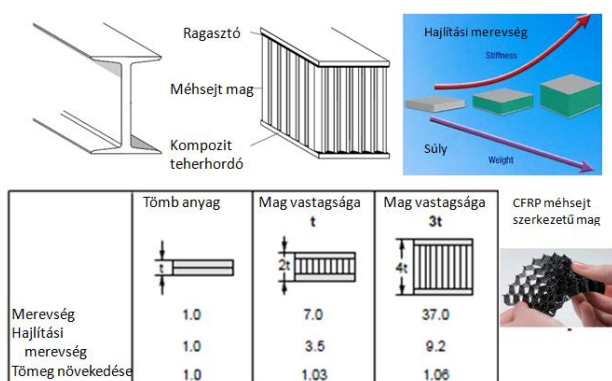 Ragasztó
Méhsejt mag
Kompozit
teherhordó
Hajlítási merevség
Stiffness
Súly
Weight
Tömb anyag
Mag vastagsága
t
Mag vastagsága
3t
CFRP méhsejt
szerkezetű mag
t
2t
4t
Merevség 1.0 7.0 37.0
Hajlítási
merevség 1.0 3.5 9.2
Tömeg növekedése 1.0 1.03 1.06